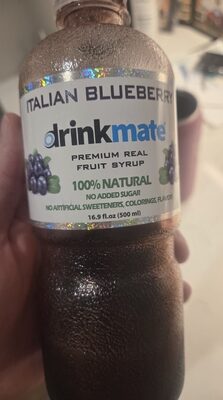 ITALIAN BLUEBERRY
drinkmate
PREMIUM REAL
FRUIT SYRUP
100% NATURAL
NO ADDED SUGAR
NO ARTIFICIAL SWEETENERS, COLORINGS,
16.9 fl.oz (500 ml)